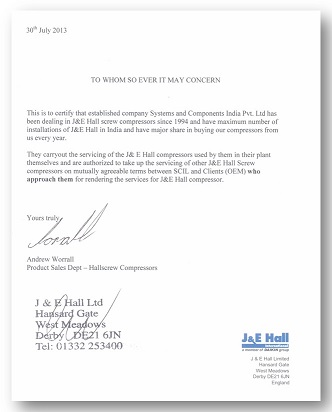 30th July 2013
TO WHOM SO EVER IT MAY CONCERN
This is to certify that established company Systems and Components India Pvt. Ltd has
been dealing in J&E Hall screw compressors since 1994 and have maximum number of
installations of J&E Hall in India and have major share in buying our compressors from
us every year.
They carryout the servicing of the J& E Hall compressors used by them in their plant
themselves and are authorized to take up the servicing of other J&E Hall Screw
compressors on mutually agreeable terms between SCIL and Clients (OEM) who
approach them for rendering the services for J&E Hall compressor.
Yours truly
Andrew Worrall
Product Sales Dept – Hallscrew Compressors
J & E Hall Ltd
Hansard Gate
West Meadows
Derby DE21 6JN
Tel: 01332 253400
J&E Hall
international
a member of DAIKIN group
J & E Hall Limited
Hansard Gate
West Meadows
Derby DE21 6JN
England